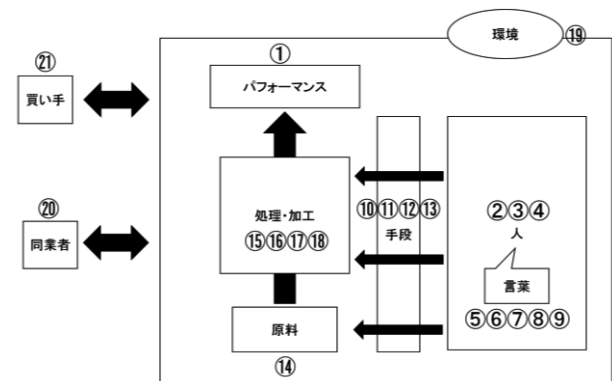 環境 ⑲
①
パフォーマンス
㉑
買い手
処理・加工
⑮⑯⑰⑱
⑩⑪⑫⑬
手段
②③④
人
言葉
⑤⑥⑦⑧⑨
⑳
同業者
原料
⑭